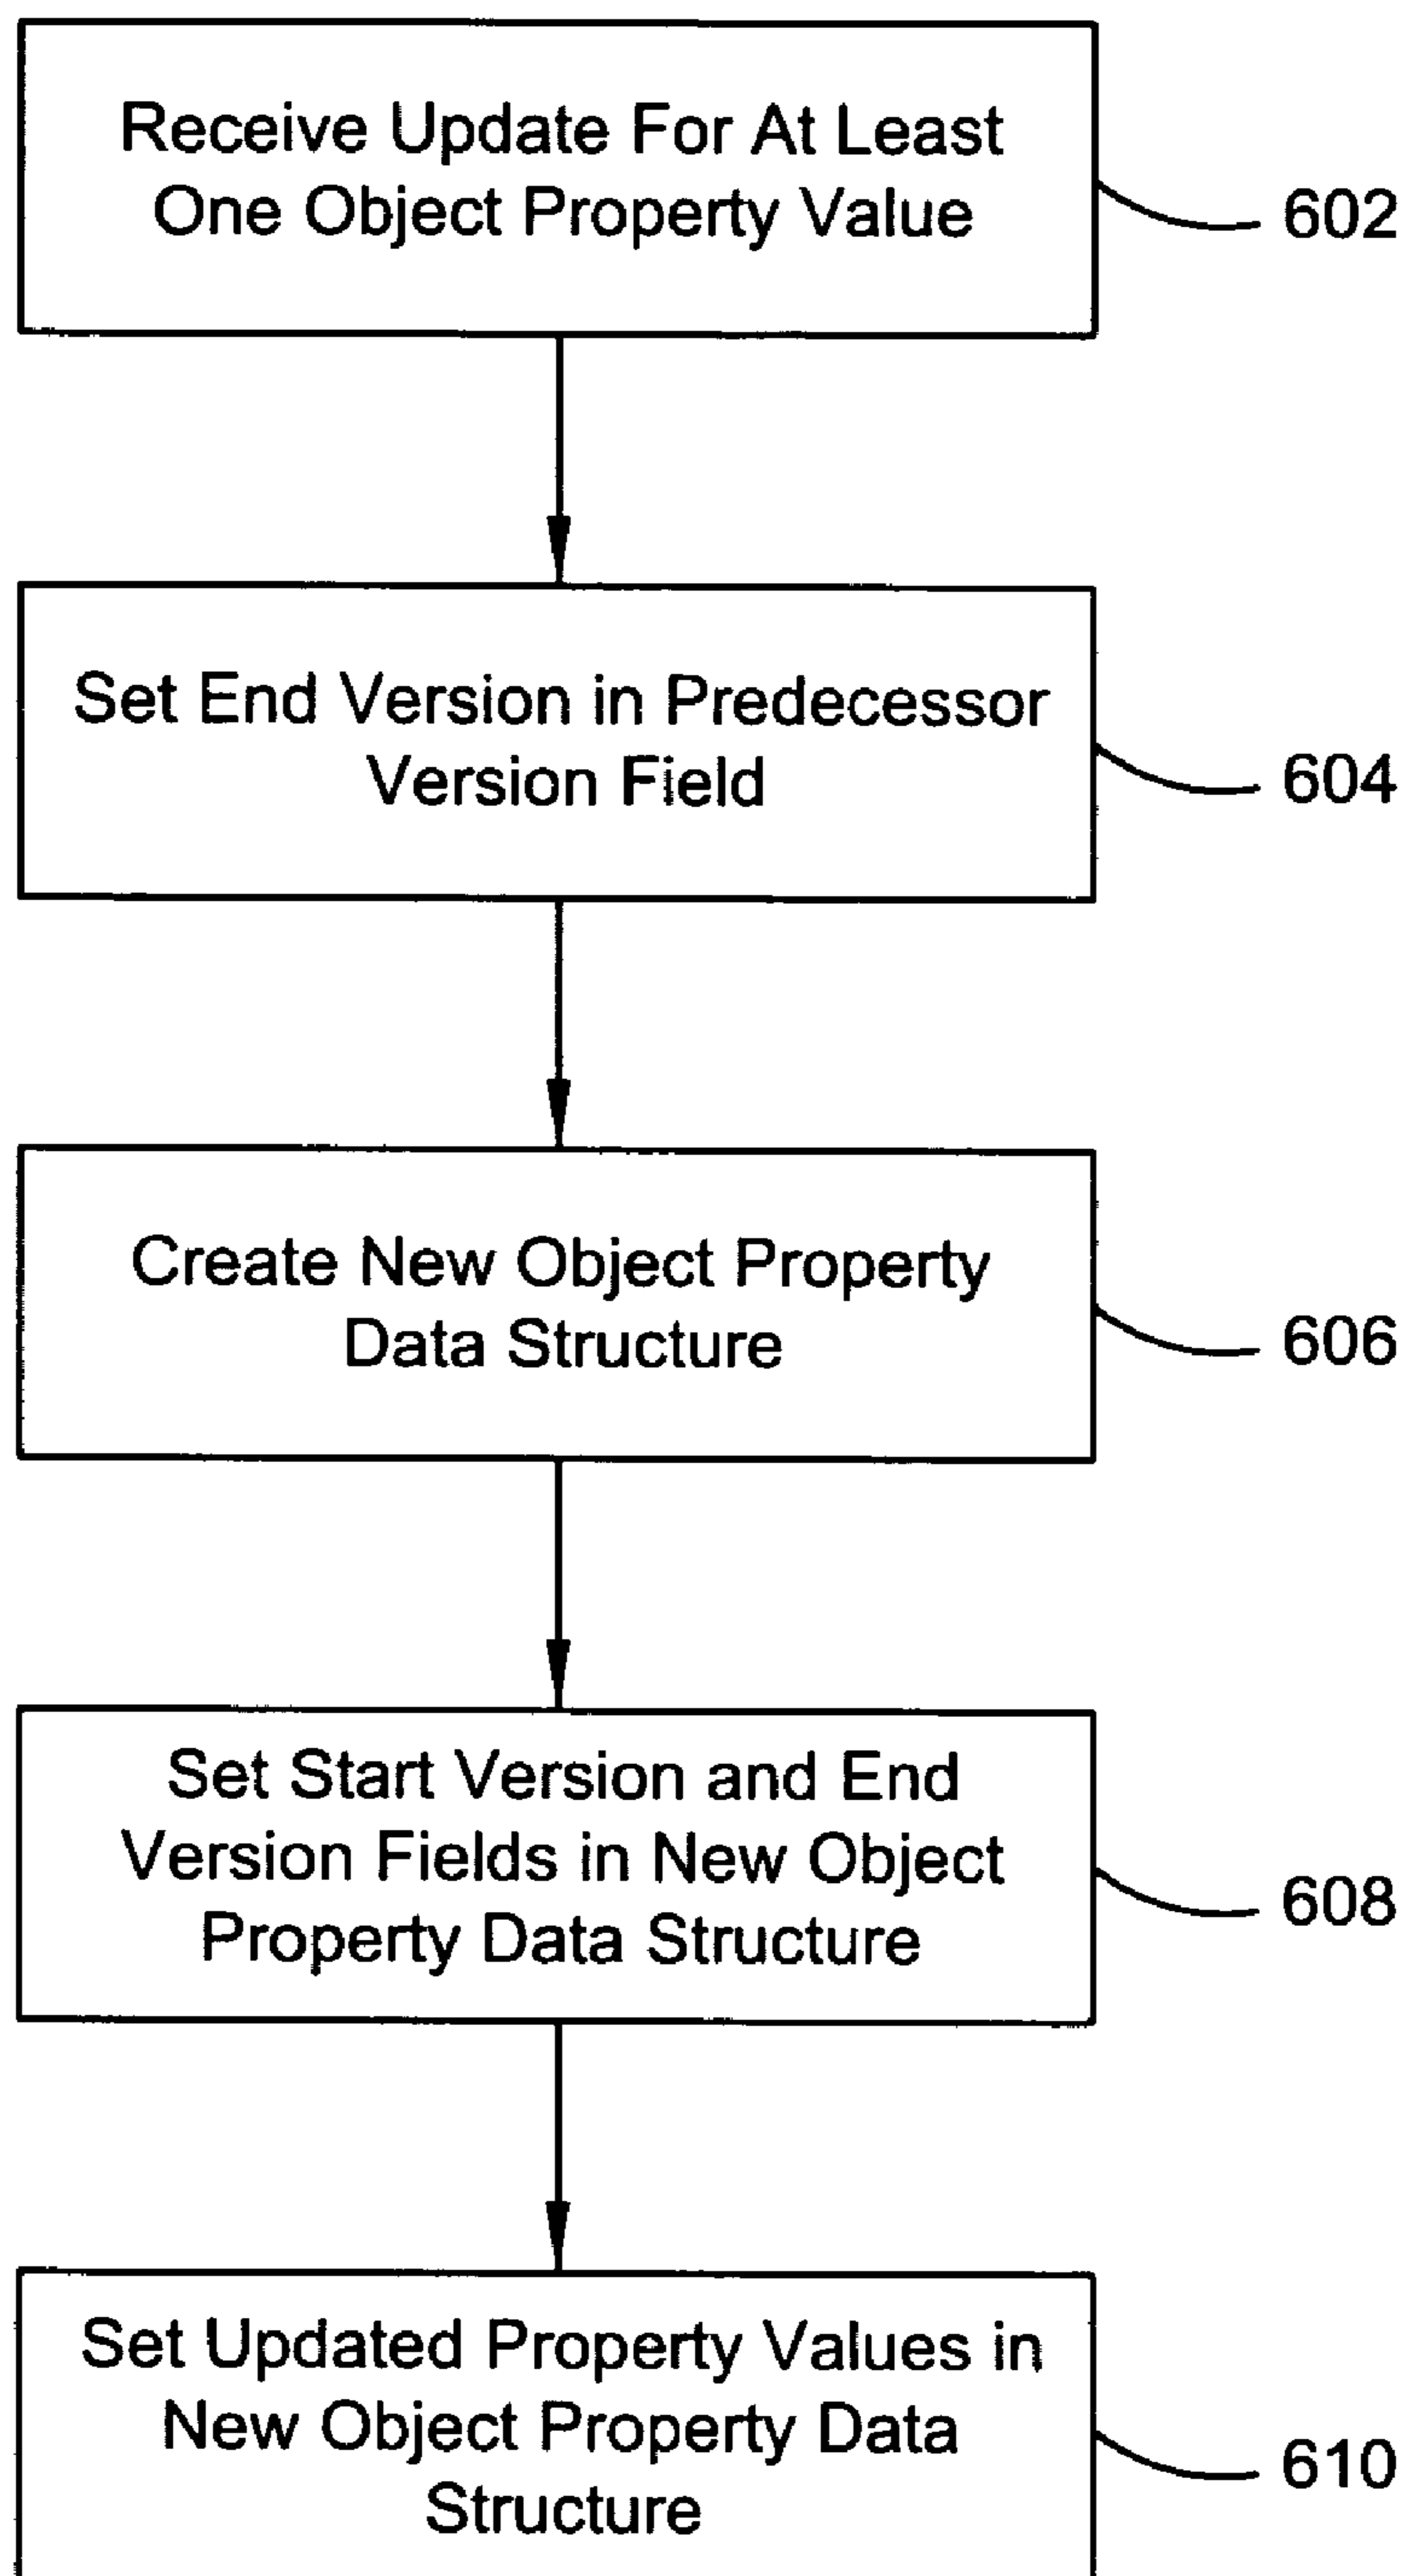 Receive Update For At Least
One Object Property Value
602
Set End Version in Predecessor
Version Field
604
Create New Object Property
Data Structure
606
Set Start Version and End
Version Fields in New Object
Property Data Structure
608
Set Updated Property Values in
New Object Property Data
Structure
610